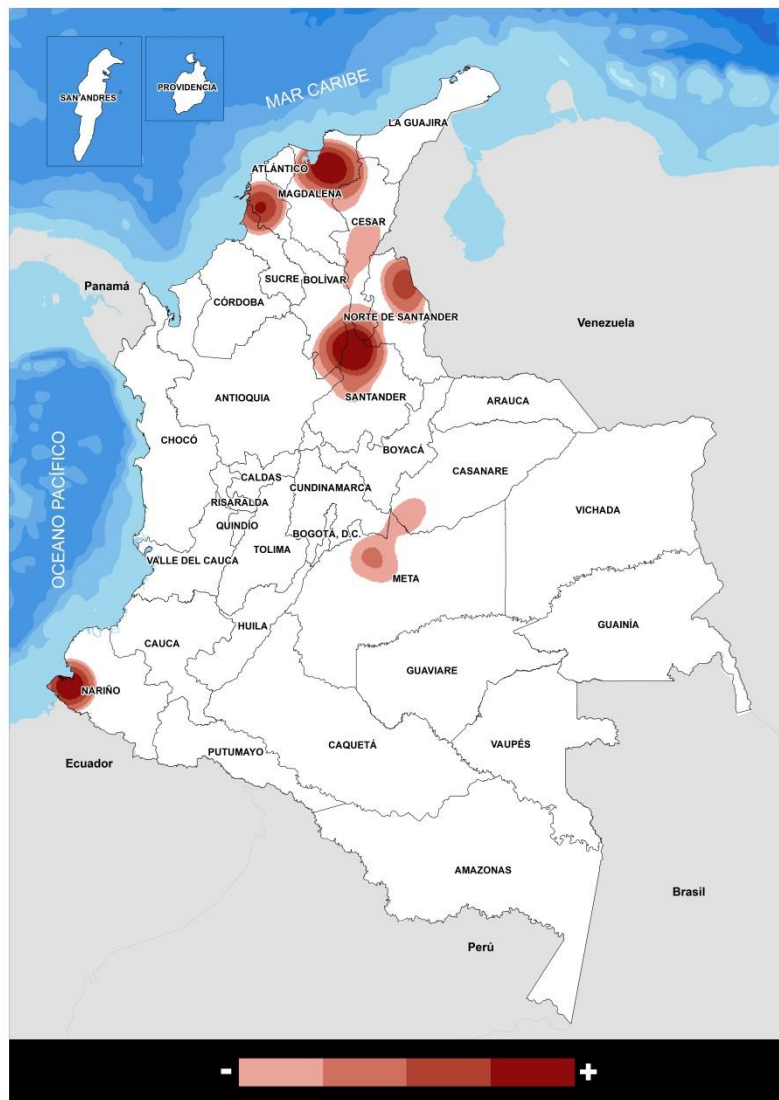 SAN ANDRES
PROVIDENCIA
MAR CARIBE
LA GUAJIRA
ATLÁNTICO
MAGDALENA
CESAR
SUCRE
BOLÍVAR
Panamá
CÓRDOBA
NORTE DE SANTANDER
Venezuela
ANTIOQUIA
SANTANDER
ARAUCA
CHOCÓ
BOYACÁ
CASANARE
CALDAS
CUNDINAMARCA
RISARALDA
VICHADA
QUINDÍO
BOGOTÁ, D.C.
OCEANO PACÍFICO
TOLIMA
VALLE DEL CAUCA
META
HUILA
GUAINÍA
CAUCA
GUAVIARE
NARIÑO
VAUPÉS
CAQUETÁ
PUTUMAYO
Ecuador
AMAZONAS
Brasil
Perú
- +